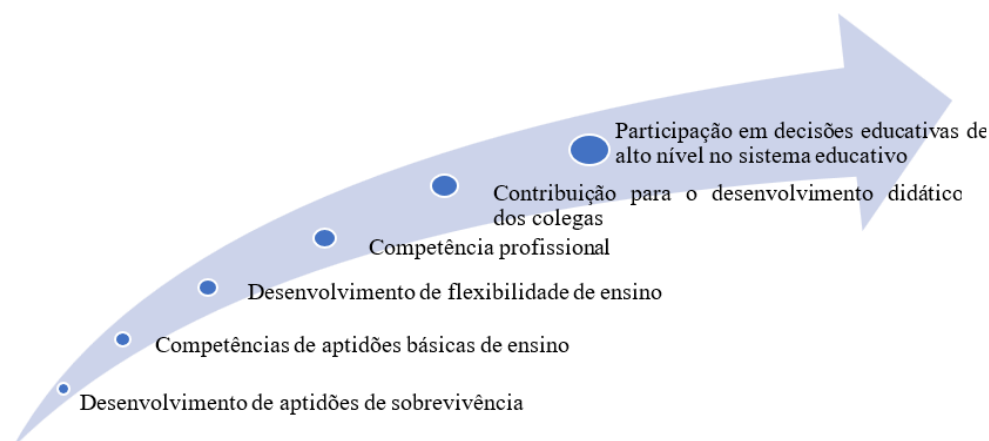 Participação em decisões educativas de
alto nível no sistema educativo
Contribuição para o desenvolvimento didático
dos colegas
Competência profissional
Desenvolvimento de flexibilidade de ensino
Competências de aptidões básicas de ensino
Desenvolvimento de aptidões de sobrevivência